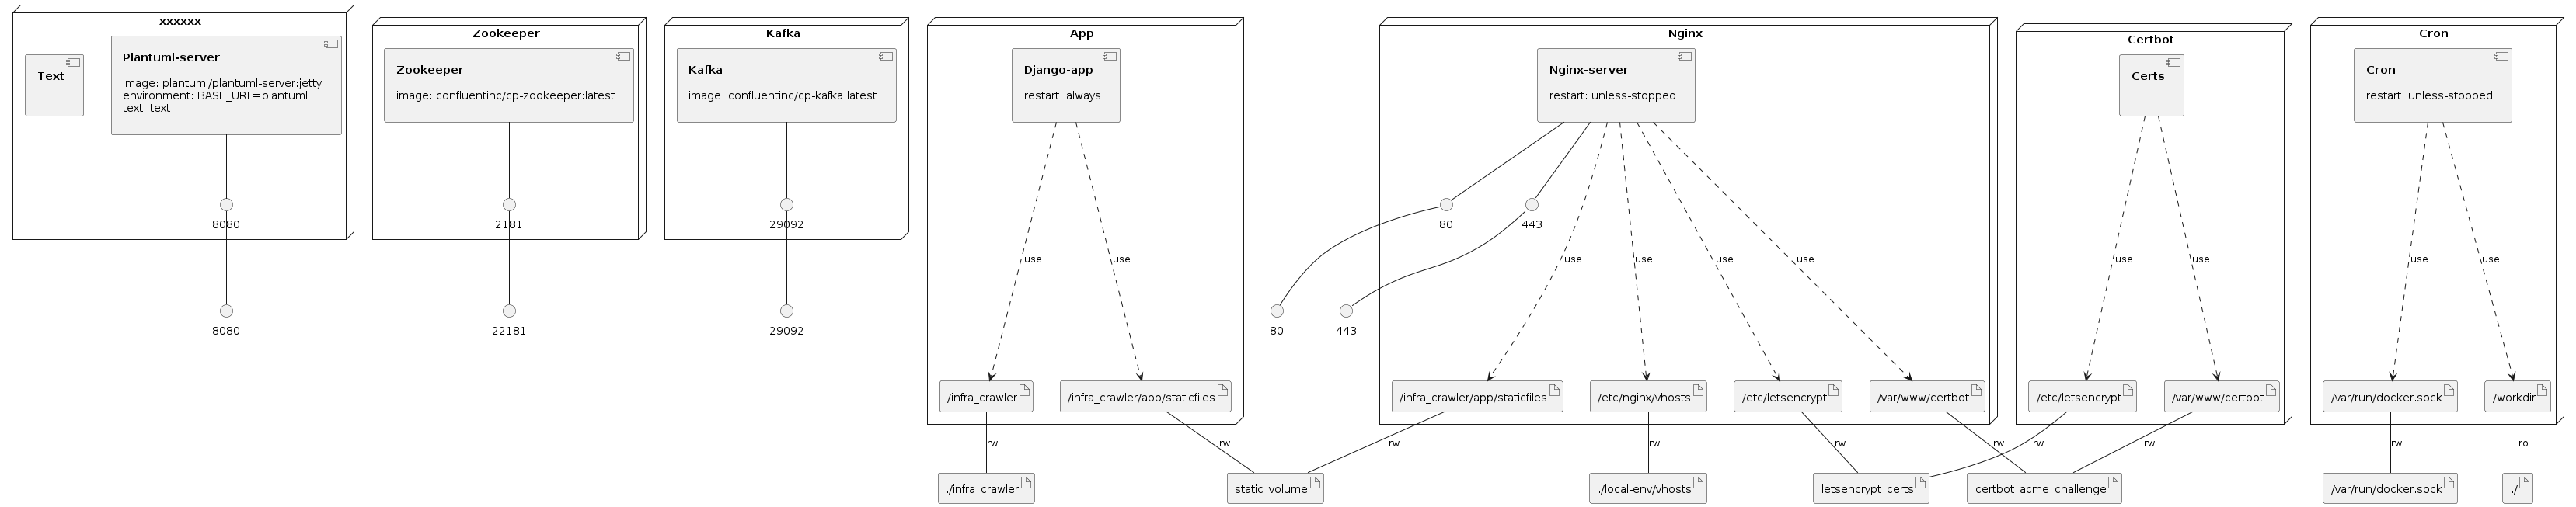 xxxxxx
Text
Plantuml-server
image: plantuml/plantuml-server:jetty
environment: BASE_URL=plantuml
text: text
8080
8080
Zookeeper
Zookeeper
image: confluentinc/cp-zookeeper:latest
2181
22181
Kafka
Kafka
image: confluentinc/cp-kafka:latest
29092
29092
App
Django-app
restart: always
use
use
/infra_crawler
/infra_crawler/app/staticfiles
rw
rw
./infra_crawler
static_volume
Nginx
Nginx-server
restart: unless-stopped
80
443
80
443
use
use
use
use
/infra_crawler/app/staticfiles
/etc/nginx/vhosts
/etc/letsencrypt
/var/www/certbot
rw
rw
rw
rw
./local-env/vhosts
letsencrypt_certs
certbot_acme_challenge
Certbot
Certs
use
use
/etc/letsencrypt
/var/www/certbot
rw
rw
Cron
Cron
restart: unless-stopped
use
use
/var/run/docker.sock
/workdir
rw
ro
/var/run/docker.sock
./